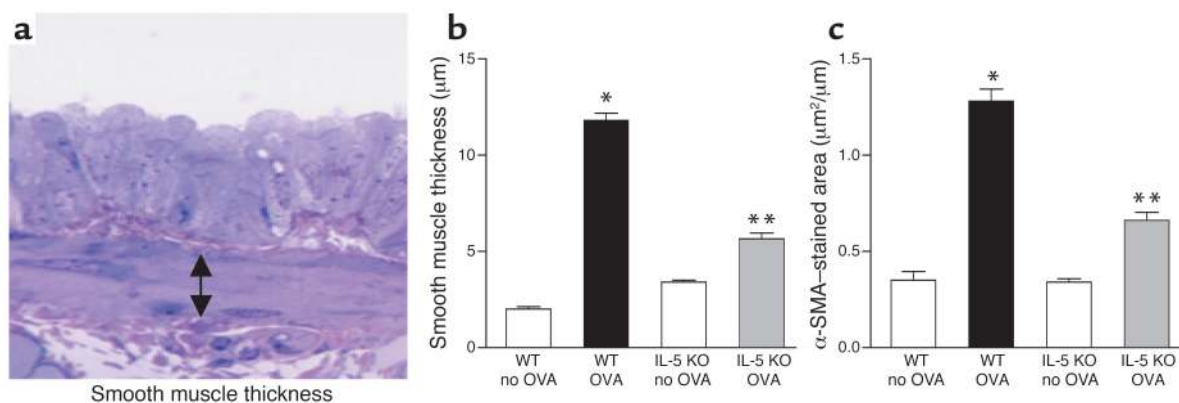 a
Smooth muscle thickness
b
Smooth muscle thickness (μm)
15
10
5
0
*
**
WT
no OVA
WT
OVA
IL-5 KO
no OVA
IL-5 KO
OVA
c
α-SMA–stained area (μm²/μm)
1.5
1.0
0.5
0.0
*
**
WT
no OVA
WT
OVA
IL-5 KO
no OVA
IL-5 KO
OVA